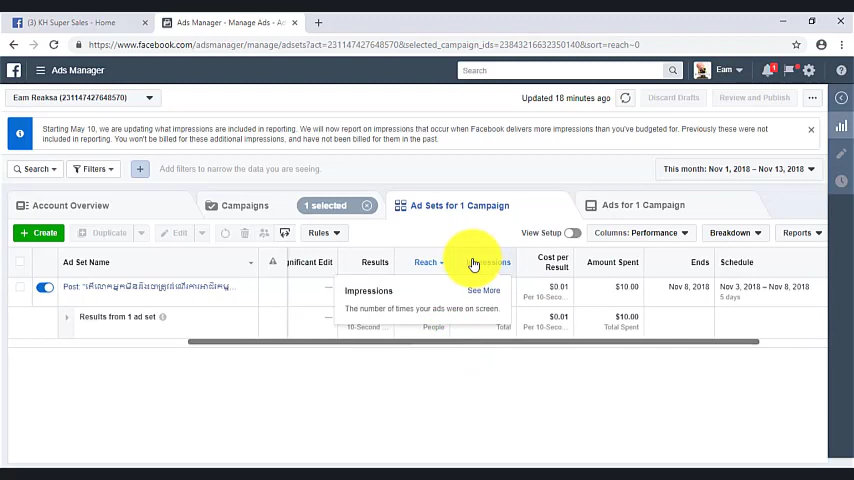 (3) KH Super Sales - Home
Ads Manager - Manage Ads - Ac
https://www.facebook.com/adsmanager/manage/adsets?act=231147427648570&selected_campaign_ids=23843216632350140&sort=reach~0
Ads Manager
Search
Eam
1
Eam Reaksa (231147427648570)
Updated 18 minutes ago
Discard Drafts
Review and Publish
Starting May 10, we are updating what impressions are included in reporting. We will now report on impressions that occur when Facebook delivers more impressions than you've budgeted for. Previously these were not
included in reporting. You won't be billed for these additional impressions, and have not been billed for them in the past.
Search
Filters
Add filters to narrow the data you are seeing.
This month: Nov 1, 2018 – Nov 13, 2018
Account Overview
Campaigns
1 selected
Ad Sets for 1 Campaign
Ads for 1 Campaign
+ Create
Duplicate
Edit
Rules
View Setup
Columns: Performance
Breakdown
Reports
Ad Set Name
gnificant Edit
Results
Reach
Impressions
Cost per
Result
Amount Spent
Ends
Schedule
Post:
—
$0.01
Per 10-Seco...
$10.00
Nov 8, 2018
Nov 3, 2018 – Nov 8, 2018
5 days
Impressions
See More
The number of times your ads were on screen.
Results from 1 ad set
—
10-Second ...
People
Total
$0.01
Per 10-Seco...
$10.00
Total Spent